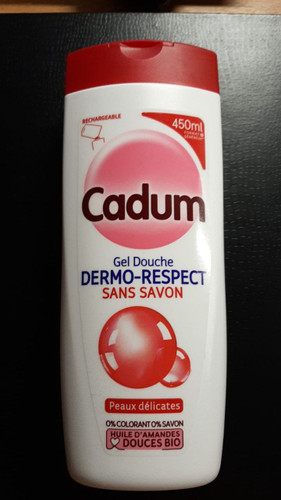 RECHARGEABLE
450ml
Cadum
Gel Douche
DERMO-RESPECT
SANS SAVON
Peaux délicates
0% COLORANT 0% SAVON
HUILE D'AMANDES
DOUCES BIO